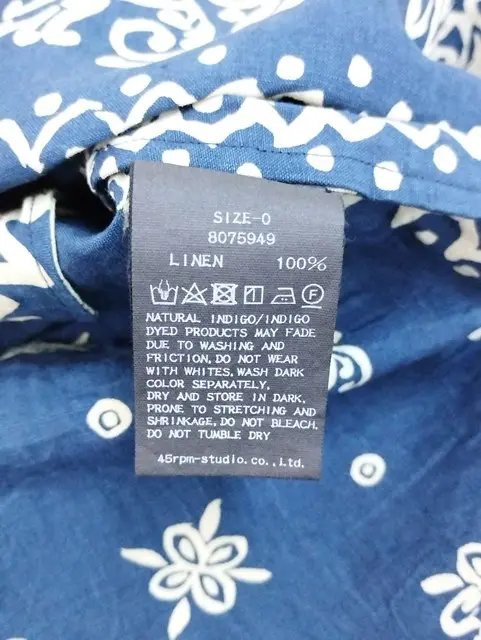 SIZE-0
8075949
LINEN 100%
NATURAL INDIGO/INDIGO
DYED PRODUCTS MAY FADE
DUE TO WASHING AND
FRICTION. DO NOT WEAR
WITH WHITES. WASH DARK
COLOR SEPARATELY.
DRY AND STORE IN DARK.
PRONE TO STRETCHING AND
SHRINKAGE. DO NOT BLEACH.
DO NOT TUMBLE DRY
45rpm-studio.co.,Ltd.